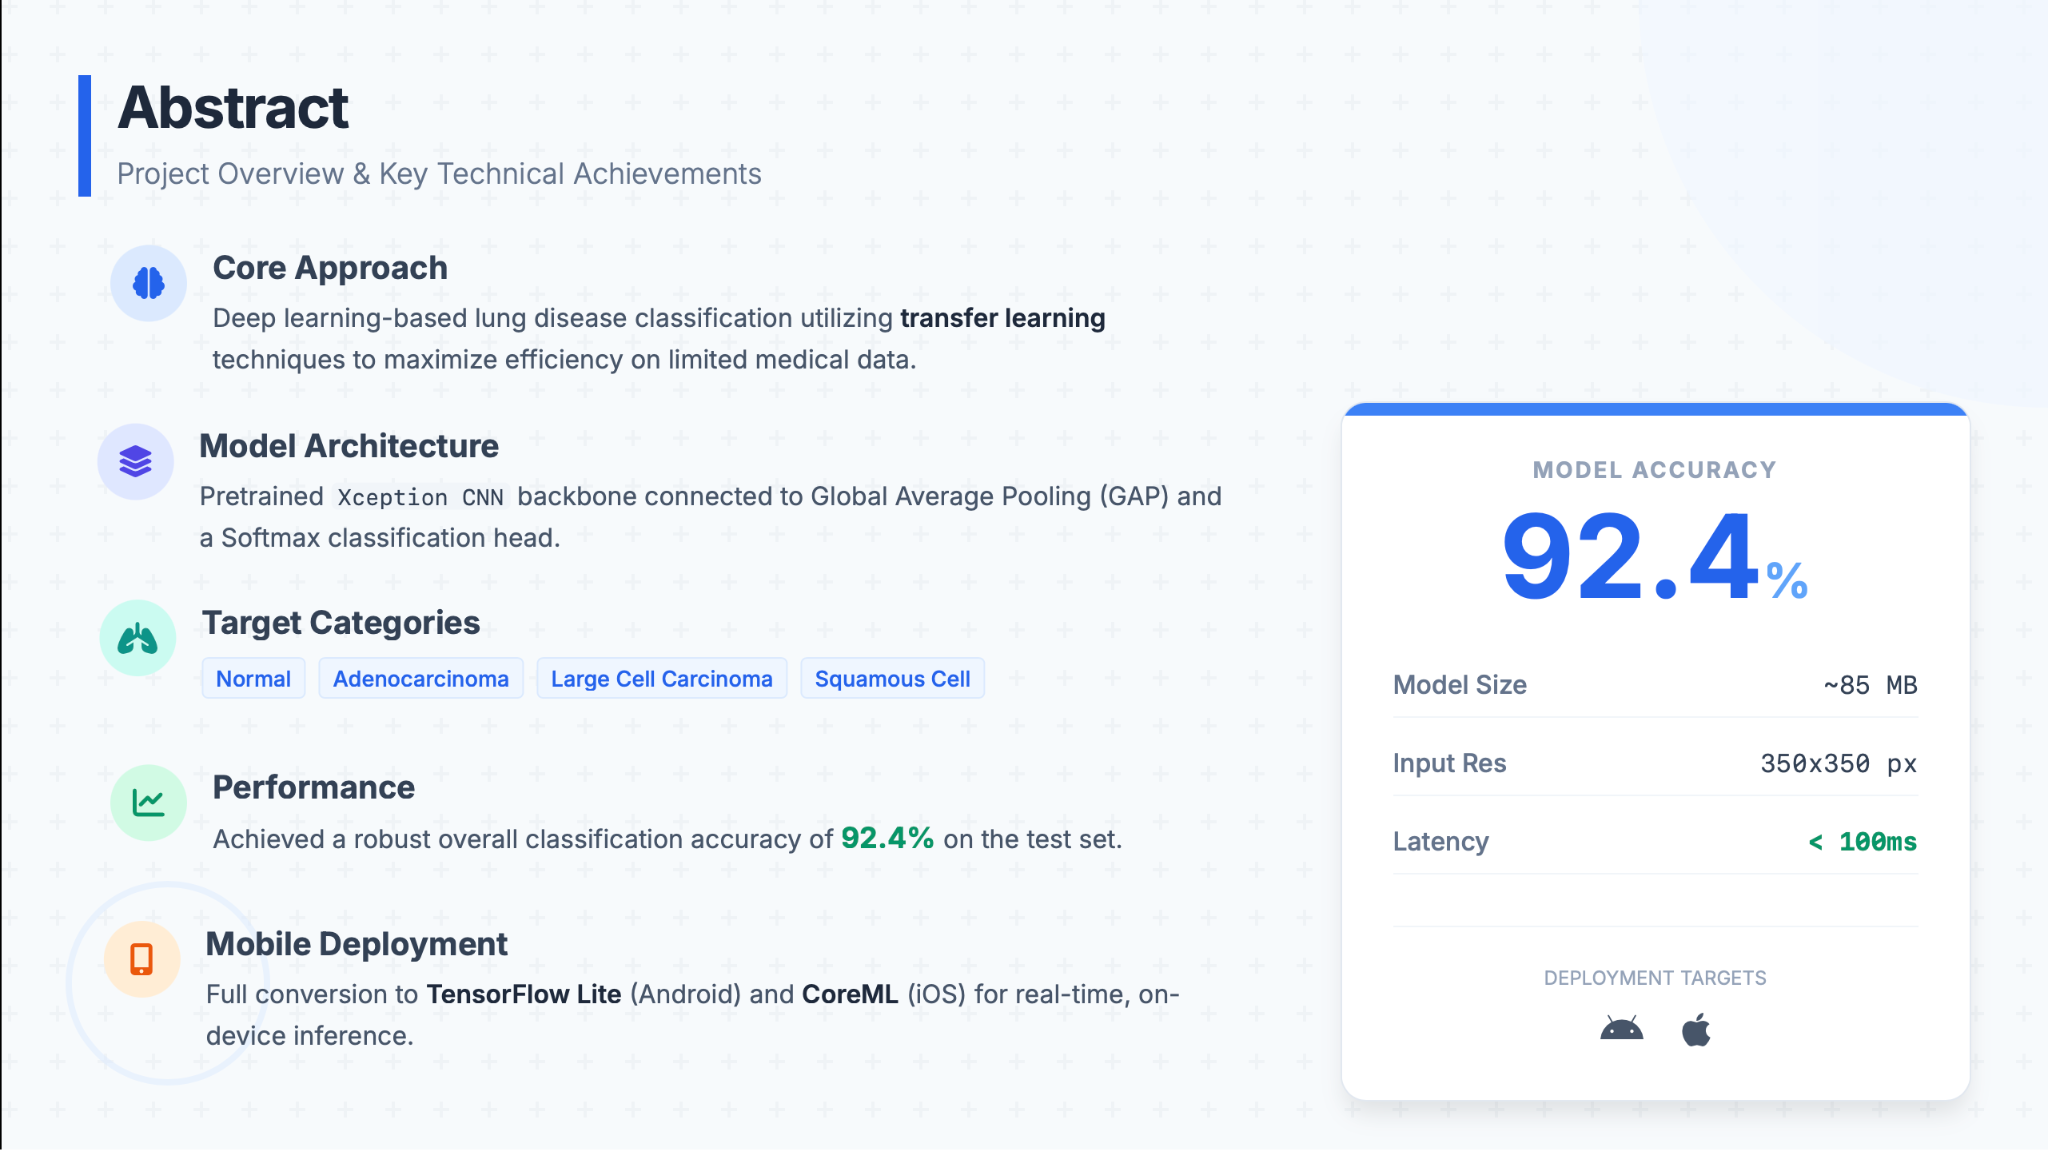 Abstract
Project Overview & Key Technical Achievements
Core Approach
Deep learning-based lung disease classification utilizing transfer learning
techniques to maximize efficiency on limited medical data.
Model Architecture
Pretrained Xception CNN backbone connected to Global Average Pooling (GAP) and
a Softmax classification head.
Target Categories
Normal Adenocarcinoma Large Cell Carcinoma Squamous Cell
Performance
Achieved a robust overall classification accuracy of 92.4% on the test set.
Mobile Deployment
Full conversion to TensorFlow Lite (Android) and CoreML (iOS) for real-time, on-
device inference.
MODEL ACCURACY
92.4%
Model Size ~85 MB
Input Res 350x350 px
Latency < 100ms
DEPLOYMENT TARGETS